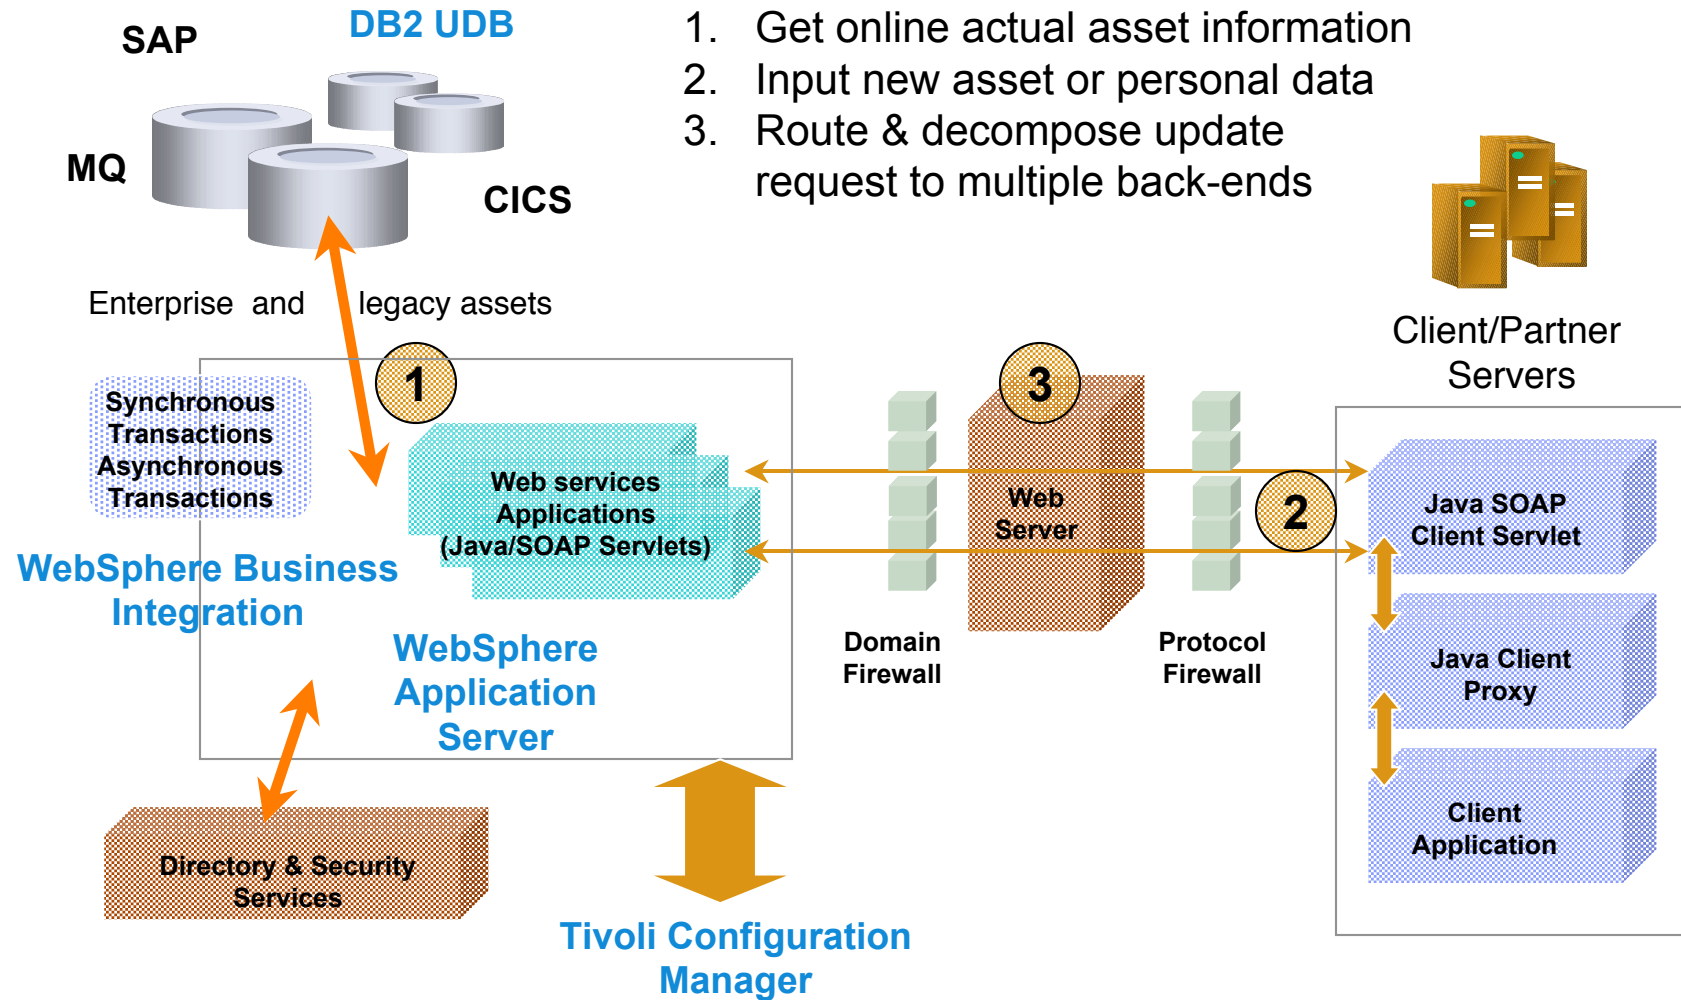 SAP
DB2 UDB
MQ
CICS
1. Get online actual asset information
2. Input new asset or personal data
3. Route & decompose update
request to multiple back-ends
Enterprise and legacy assets
Client/Partner
Servers
1
3
2
Synchronous
Transactions
Asynchronous
Transactions
Web services
Applications
(Java/SOAP Servlets)
WebSphere Business
Integration
WebSphere
Application
Server
Domain
Firewall
Web
Server
Protocol
Firewall
Java SOAP
Client Servlet
Java Client
Proxy
Client
Application
Directory & Security
Services
Tivoli Configuration
Manager